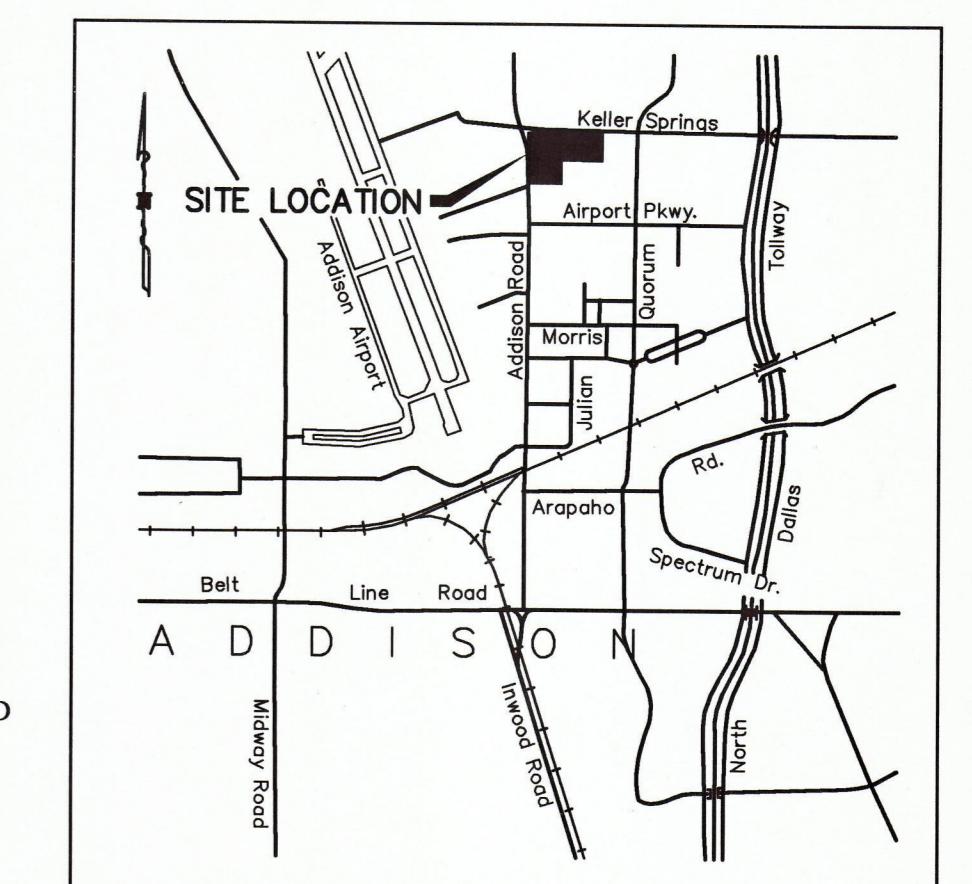 Keller Springs
SITE LOCATION
Airport Pkwy.
Tollway
Addison Airport
Addison Road
Quorum
Morris
Julian
Rd.
Arapaho
Dallas
Spectrum Dr.
Belt Line Road
ADDISON
Midway Road
Inwood Road
North